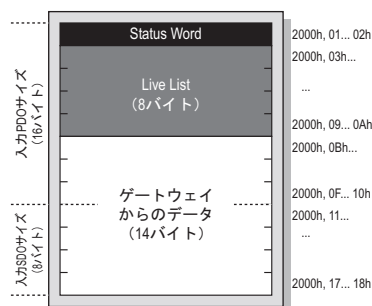 Status Word
Live List
(8バイト)
ゲートウェイ
からのデータ
(14バイト)
入力PDOサイズ
(16バイト)
入力SDOサイズ
(8バイト)
2000h, 01... 02h
2000h, 03h...
...
2000h, 09... 0Ah
2000h, 0Bh...
2000h, 0F... 10h
2000h, 11...
...
2000h, 17... 18h